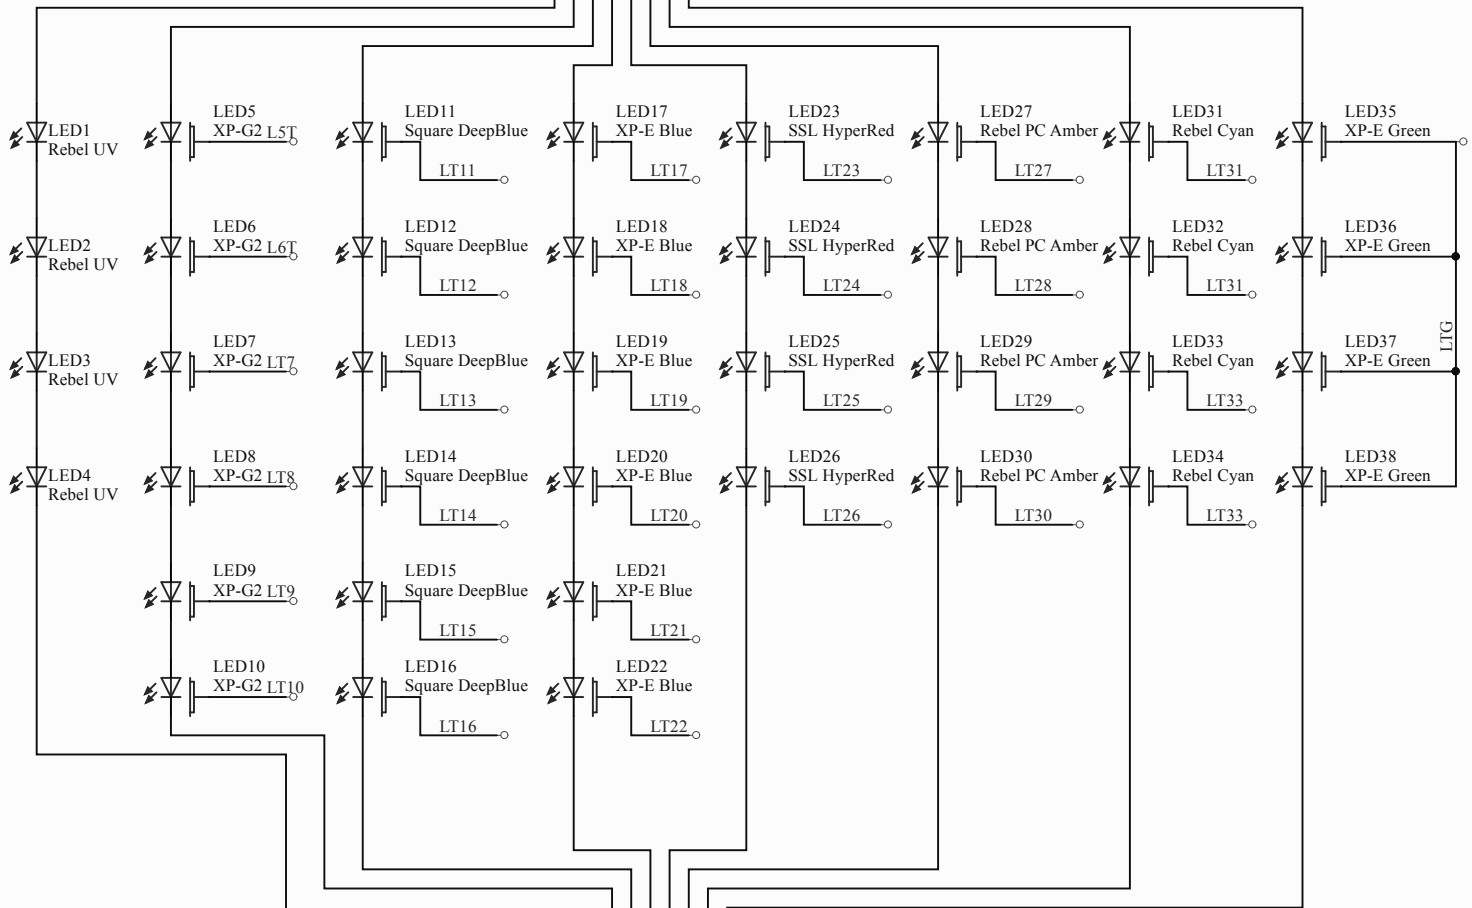 LED1
Rebel UV
LED2
Rebel UV
LED3
Rebel UV
LED4
Rebel UV
LED5
XP-G2 L5T
LED6
XP-G2 L6T
LED7
XP-G2 LT7
LED8
XP-G2 LT8
LED9
XP-G2 LT9
LED10
XP-G2 LT10
LED11
Square DeepBlue
LT11
LED12
Square DeepBlue
LT12
LED13
Square DeepBlue
LT13
LED14
Square DeepBlue
LT14
LED15
Square DeepBlue
LT15
LED16
Square DeepBlue
LT16
LED17
XP-E Blue
LT17
LED18
XP-E Blue
LT18
LED19
XP-E Blue
LT19
LED20
XP-E Blue
LT20
LED21
XP-E Blue
LT21
LED22
XP-E Blue
LT22
LED23
SSL HyperRed
LT23
LED24
SSL HyperRed
LT24
LED25
SSL HyperRed
LT25
LED26
SSL HyperRed
LT26
LED27
Rebel PC Amber
LT27
LED28
Rebel PC Amber
LT28
LED29
Rebel PC Amber
LT29
LED30
Rebel PC Amber
LT30
LED31
Rebel Cyan
LT31
LED32
Rebel Cyan
LT31
LED33
Rebel Cyan
LT33
LED34
Rebel Cyan
LT33
LED35
XP-E Green
LED36
XP-E Green
LED37
XP-E Green
LED38
XP-E Green
LTG